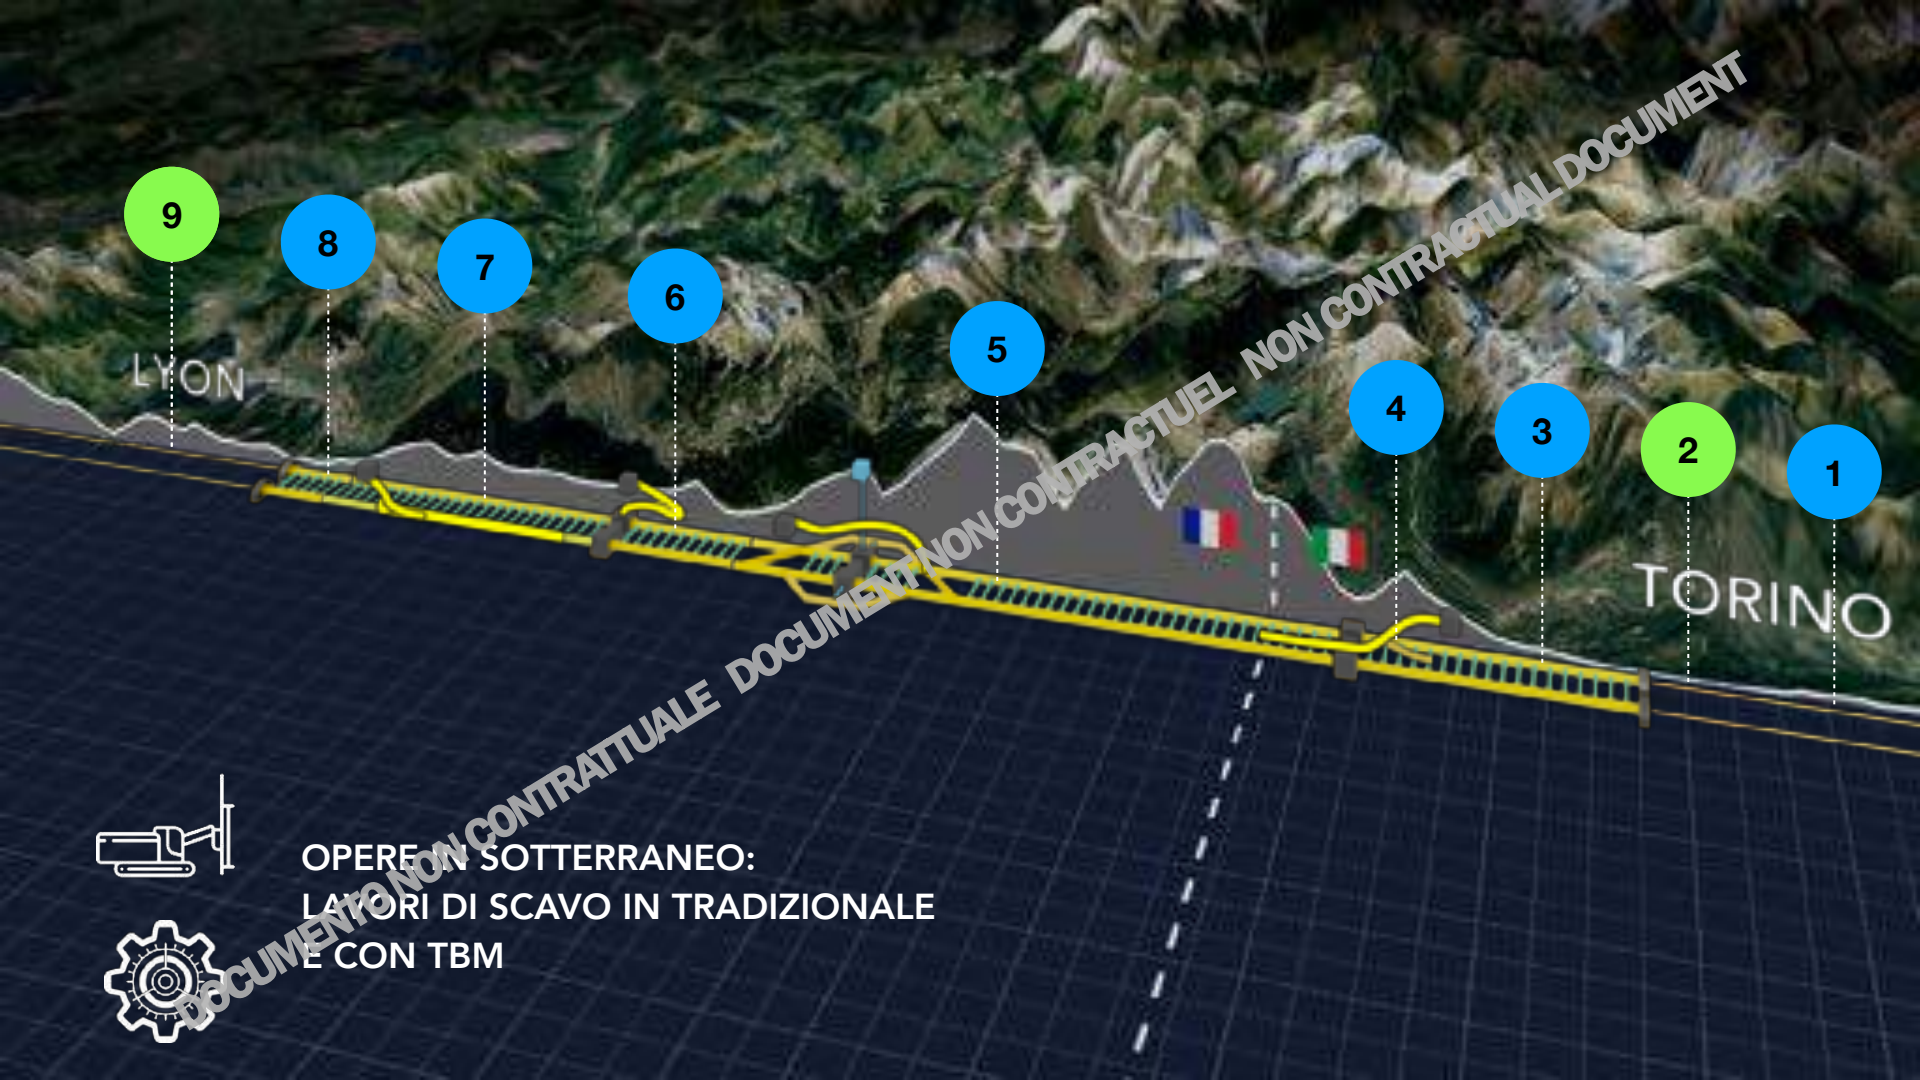 9
8
7
6
5
4
3
2
1
LYON
TORINO
DOCUMENTO NON CONTRATTUALE DOCUMENT NON CONTRACTUEL NON CONTRACTUAL DOCUMENT
OPERE IN SOTTERRANEO:
LAVORI DI SCAVO IN TRADIZIONALE
E CON TBM